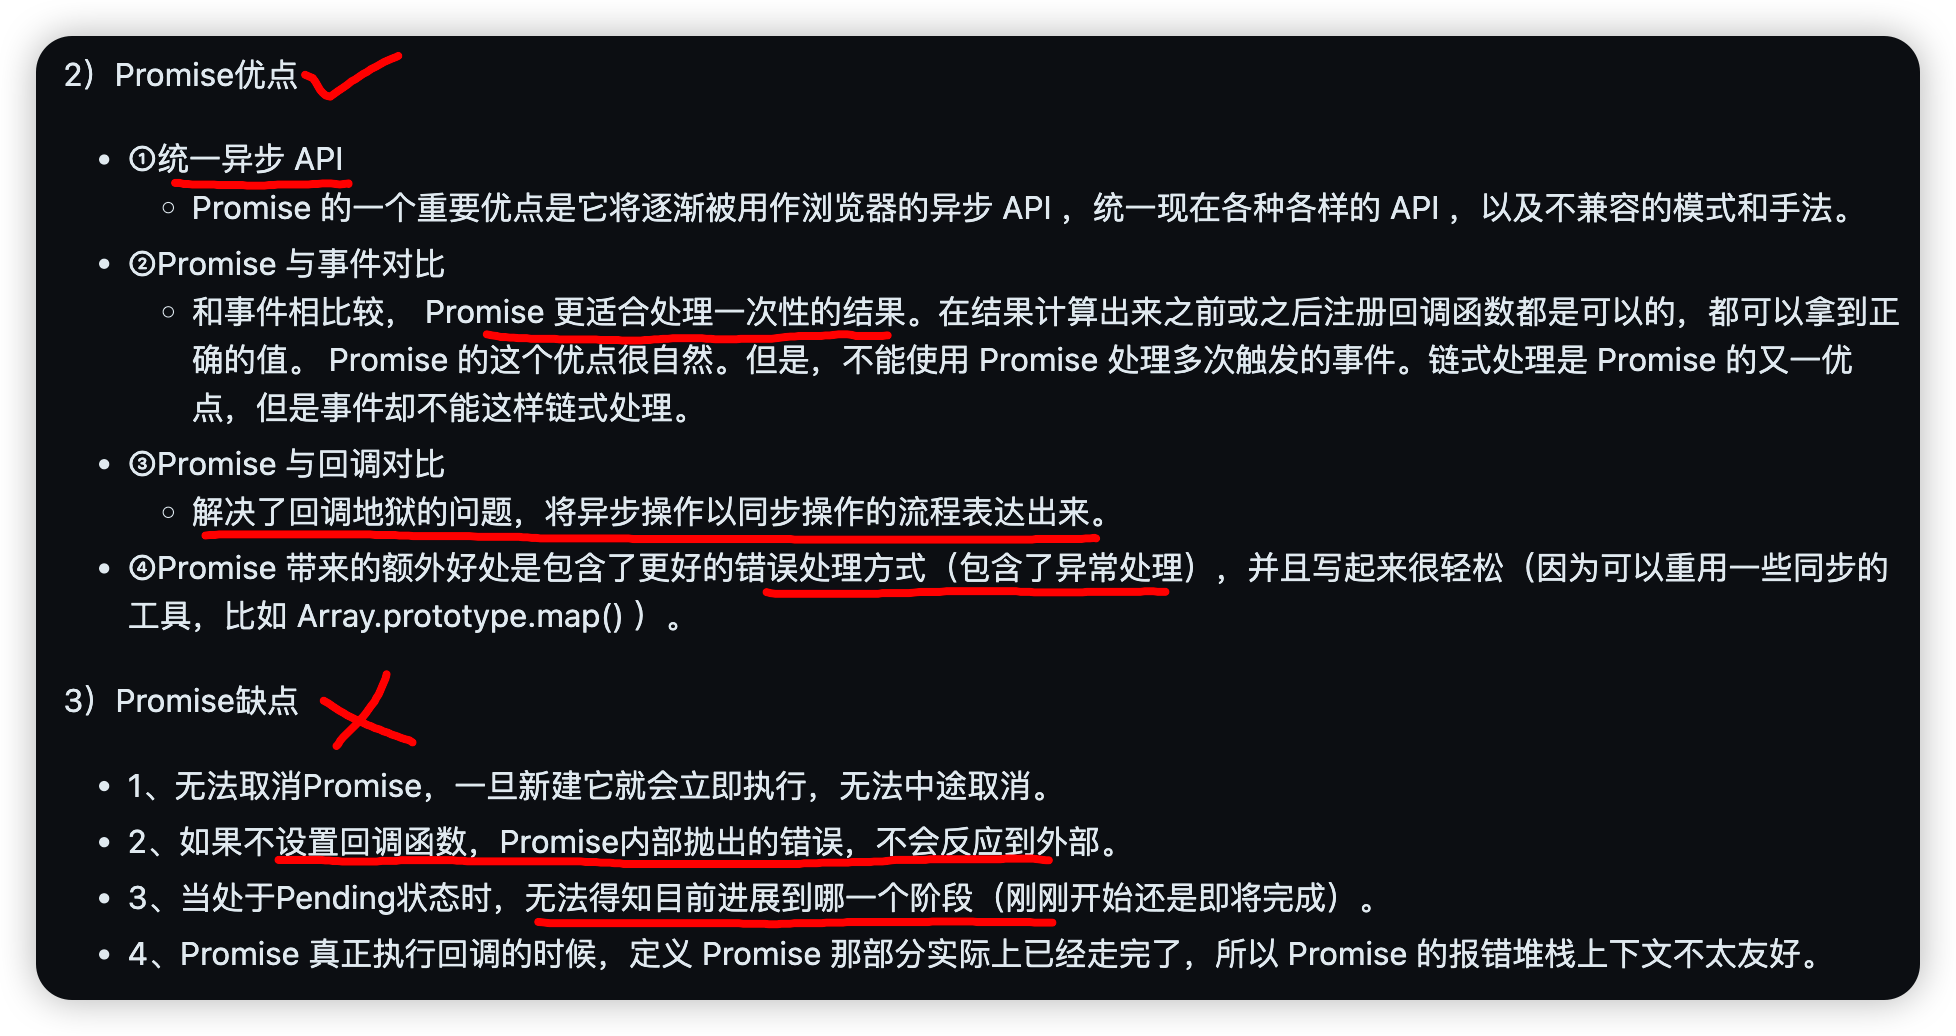 2）Promise优点
①统一异步 API
Promise 的一个重要优点是它将逐渐被用作浏览器的异步 API ，统一现在各种各样的 API ，以及不兼容的模式和手法。
②Promise 与事件对比
和事件相比较， Promise 更适合处理一次性的结果。在结果计算出来之前或之后注册回调函数都是可以的，都可以拿到正
确的值。 Promise 的这个优点很自然。但是，不能使用 Promise 处理多次触发的事件。链式处理是 Promise 的又一优
点，但是事件却不能这样链式处理。
③Promise 与回调对比
解决了回调地狱的问题，将异步操作以同步操作的流程表达出来。
④Promise 带来的额外好处是包含了更好的错误处理方式（包含了异常处理），并且写起来很轻松（因为可以重用一些同步的
工具，比如 Array.prototype.map() ）。
3）Promise缺点
1、无法取消Promise，一旦新建它就会立即执行，无法中途取消。
2、如果不设置回调函数，Promise内部抛出的错误，不会反应到外部。
3、当处于Pending状态时，无法得知目前进展到哪一个阶段（刚刚开始还是即将完成）。
4、Promise 真正执行回调的时候，定义 Promise 那部分实际上已经走完了，所以 Promise 的报错堆栈上下文不太友好。